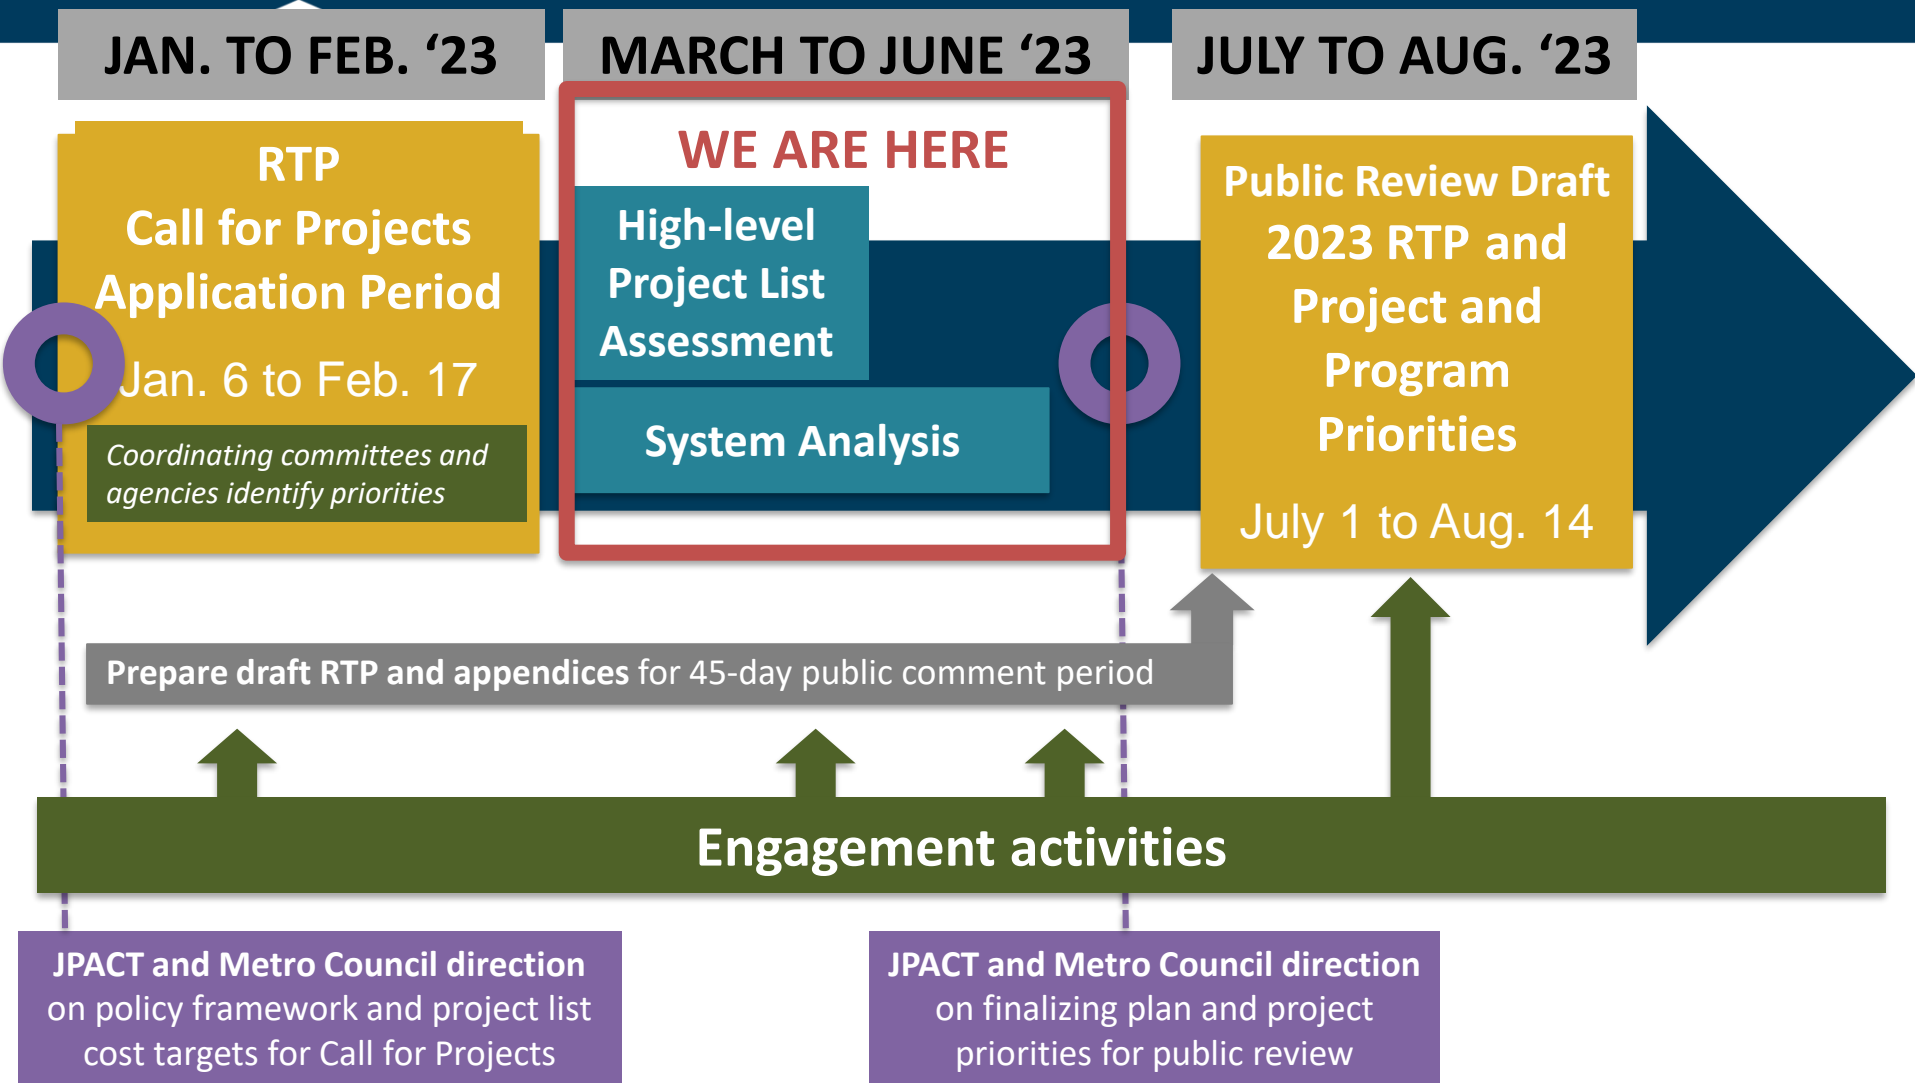 JAN. TO FEB. ‘23
MARCH TO JUNE ‘23
JULY TO AUG. ‘23
RTP
Call for Projects
Application Period
Jan. 6 to Feb. 17
Coordinating committees and
agencies identify priorities
WE ARE HERE
High-level
Project List
Assessment
System Analysis
Public Review Draft
2023 RTP and
Project and
Program
Priorities
July 1 to Aug. 14
Prepare draft RTP and appendices for 45-day public comment period
Engagement activities
JPACT and Metro Council direction
on policy framework and project list
cost targets for Call for Projects
JPACT and Metro Council direction
on finalizing plan and project
priorities for public review